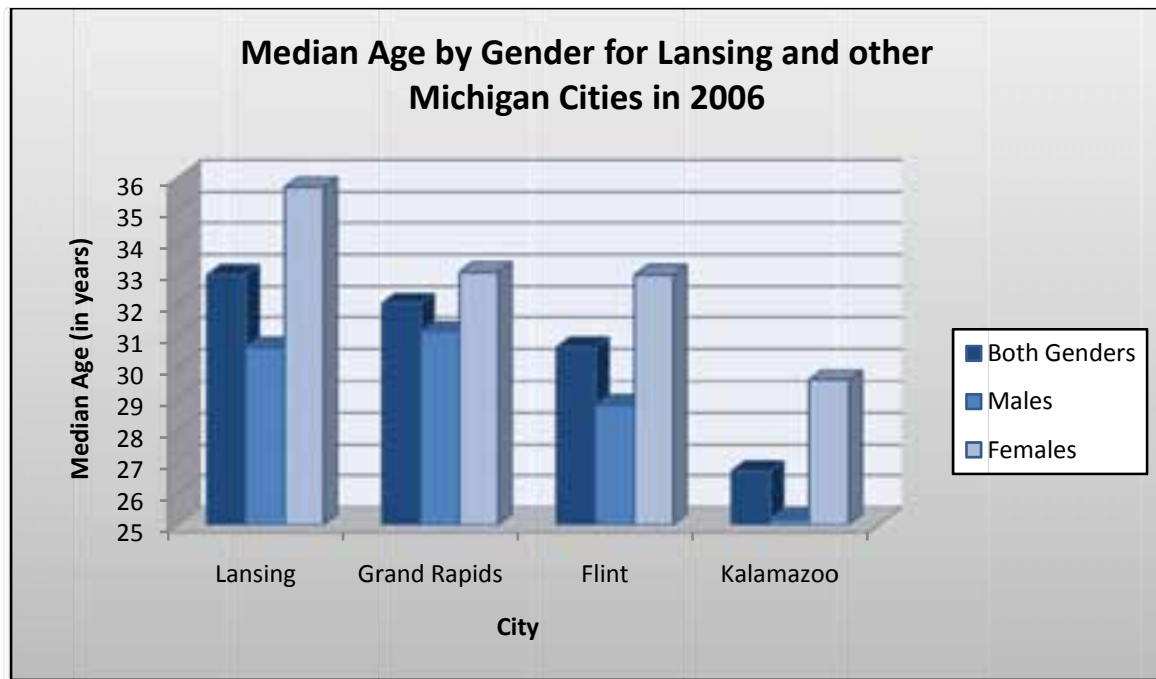 Median Age by Gender for Lansing and other
Michigan Cities in 2006
Median Age (in years)
36
35
34
33
32
31
30
29
28
27
26
25
Lansing
Grand Rapids
Flint
Kalamazoo
City
Both Genders
Males
Females